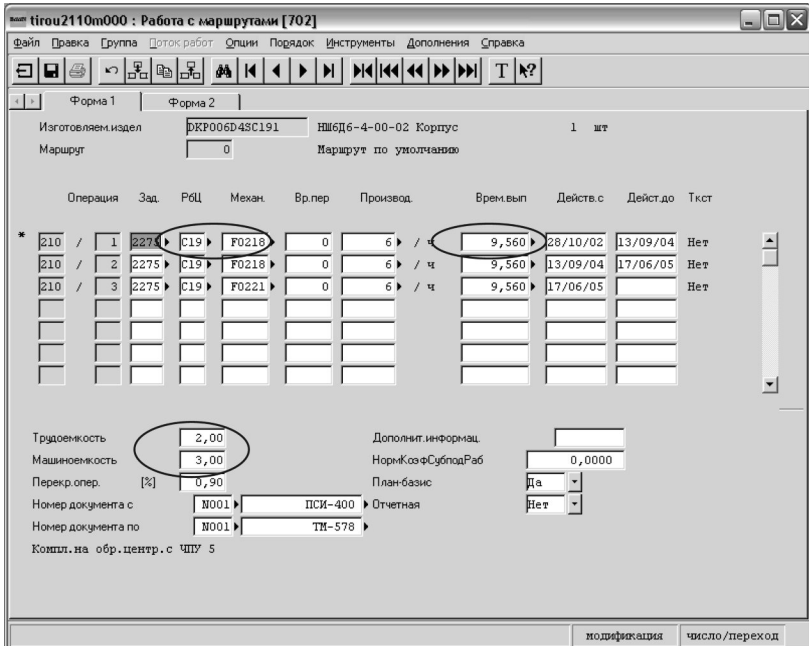 tirou2110m000 : Работа с маршрутами [702]
Файл Правка Группа Поток работ Опции Порядок Инструменты Дополнения Справка
Форма 1 Форма 2
Изготовляем.издел DKP006D4SC191 НШ6Д6-4-00-02 Корпус 1 шт
Маршрут 0 Маршрут по умолчанию
Операция Зад. РбЦ Механ. Вр.пер Производ. Врем.вып Действ.с Дейст.до Ткст
* 210 / 1 2275 C19 F0218 0 6 / ч 9,560 28/10/02 13/09/04 Нет
210 / 2 2275 C19 F0218 0 6 / ч 9,560 13/09/04 17/06/05 Нет
210 / 3 2275 C19 F0221 0 6 / ч 9,560 17/06/05 Нет
Трудоемкость 2,00 Дополнит.информац.
Машиноемкость 3,00 НормКоэфСубподРаб 0,0000
Перекр.опер. [%] 0,90 План-базис Да
Номер документа с N001 ПСИ-400 Отчетная Нет
Номер документа по N001 ТМ-578
Компл.на обр.центр.с ЧПУ 5
модификация число/переход